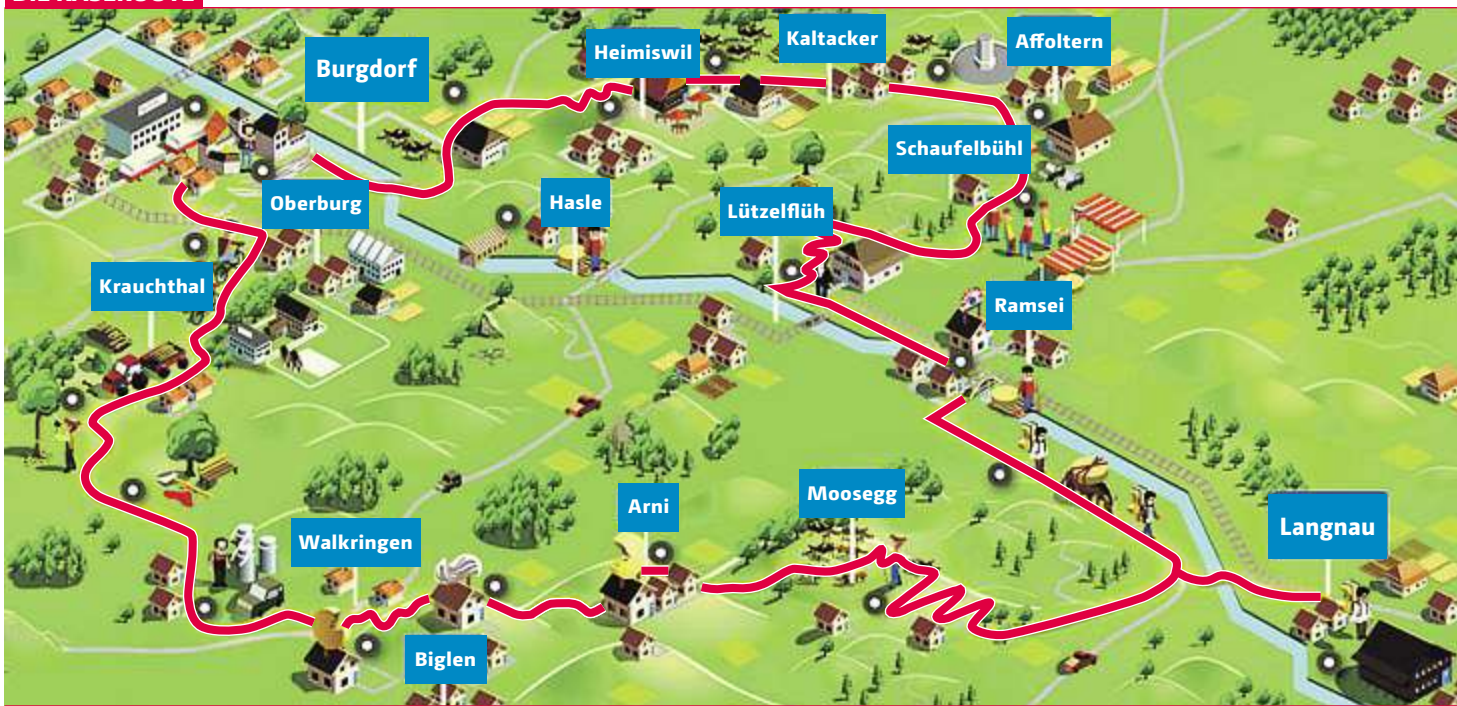 Burgdorf
Heimiswil
Kaltacker
Affoltern
Schaufelbühl
Oberburg
Hasle
Lützelflüh
Krauchthal
Ramsei
Arni
Moosegg
Walkringen
Langnau
Biglen